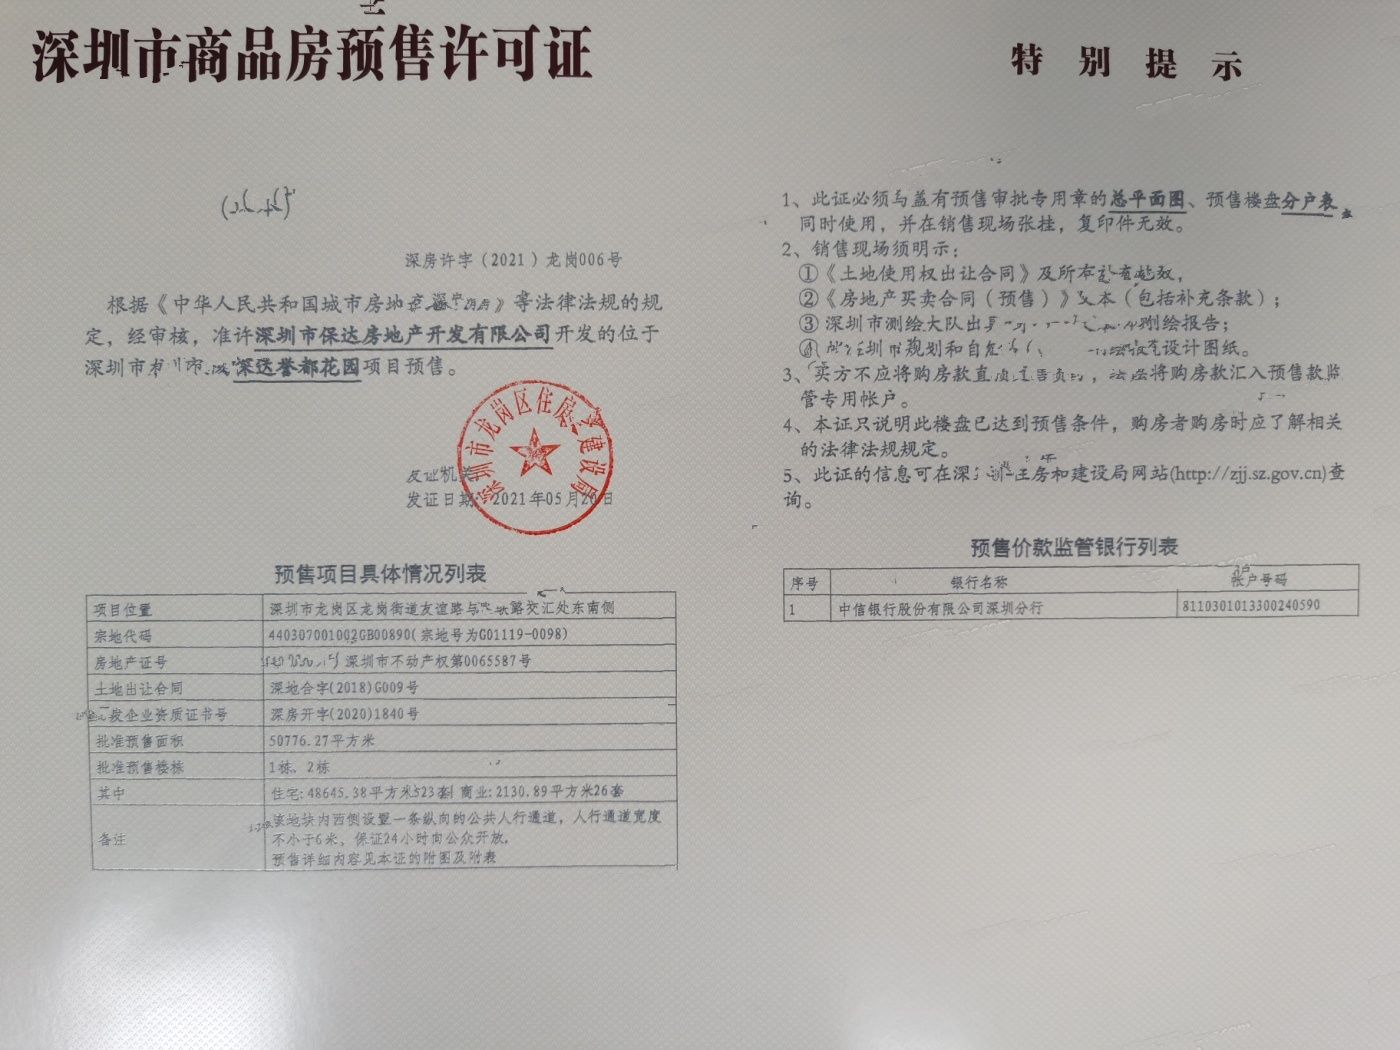 深圳市商品房预售许可证
深房许字(2021)龙岗006号
根据《中华人民共和国城市房地 》等法律法规的规
定，经审核，准许深圳市保达房地产开发有限公司开发的位于
深圳市 誉都花园项目预售。
发证机关
发证日期：2021年05月20日
深圳市龙岗区住房 建设局
预售项目具体情况列表
项目位置 深圳市龙岗区龙岗街道友谊路与 路交汇处东南侧
宗地代码 440307001002GB00890(宗地号为G01119-0098)
房地产证号 深圳市不动产权第0065587号
土地出让合同 深地合字(2018)G009号
发企业资质证书号 深房开字(2020)1840号
批准预售面积 50776.27平方米
批准预售楼栋 1栋、2栋
其中 住宅:48645.38平方米523套 商业:2130.89平方米26套
备注 该地块内西侧设置一条纵向的公共人行通道，人行通道宽度
不小于6米、保证24小时向公众开放。
预售详细内容见本证的附图及附表
特别提示
1、此证必须与盖有预售审批专用章的总平面图、预售楼盘分户表
同时使用，并在销售现场张挂，复印件无效。
2、销售现场须明示：
①《土地使用权出让合同》及所有
②《房地产买卖合同（预售）》文本（包括补充条款）；
③深圳市测绘大队出具 测绘报告；
④ 圳市规划和自然 设计图纸。
3、买方不应将购房款直 ， 将购房款汇入预售款监
管专用帐户。
4、本证只说明此楼盘已达到预售条件，购房者购房时应了解相关
的法律法规规定。
5、此证的信息可在深圳 住房和建设局网站(http://zjj.sz.gov.cn)查
询。
预售价款监管银行列表
序号 银行名称 帐户号码
1 中信银行股份有限公司深圳分行 8110301013300240590